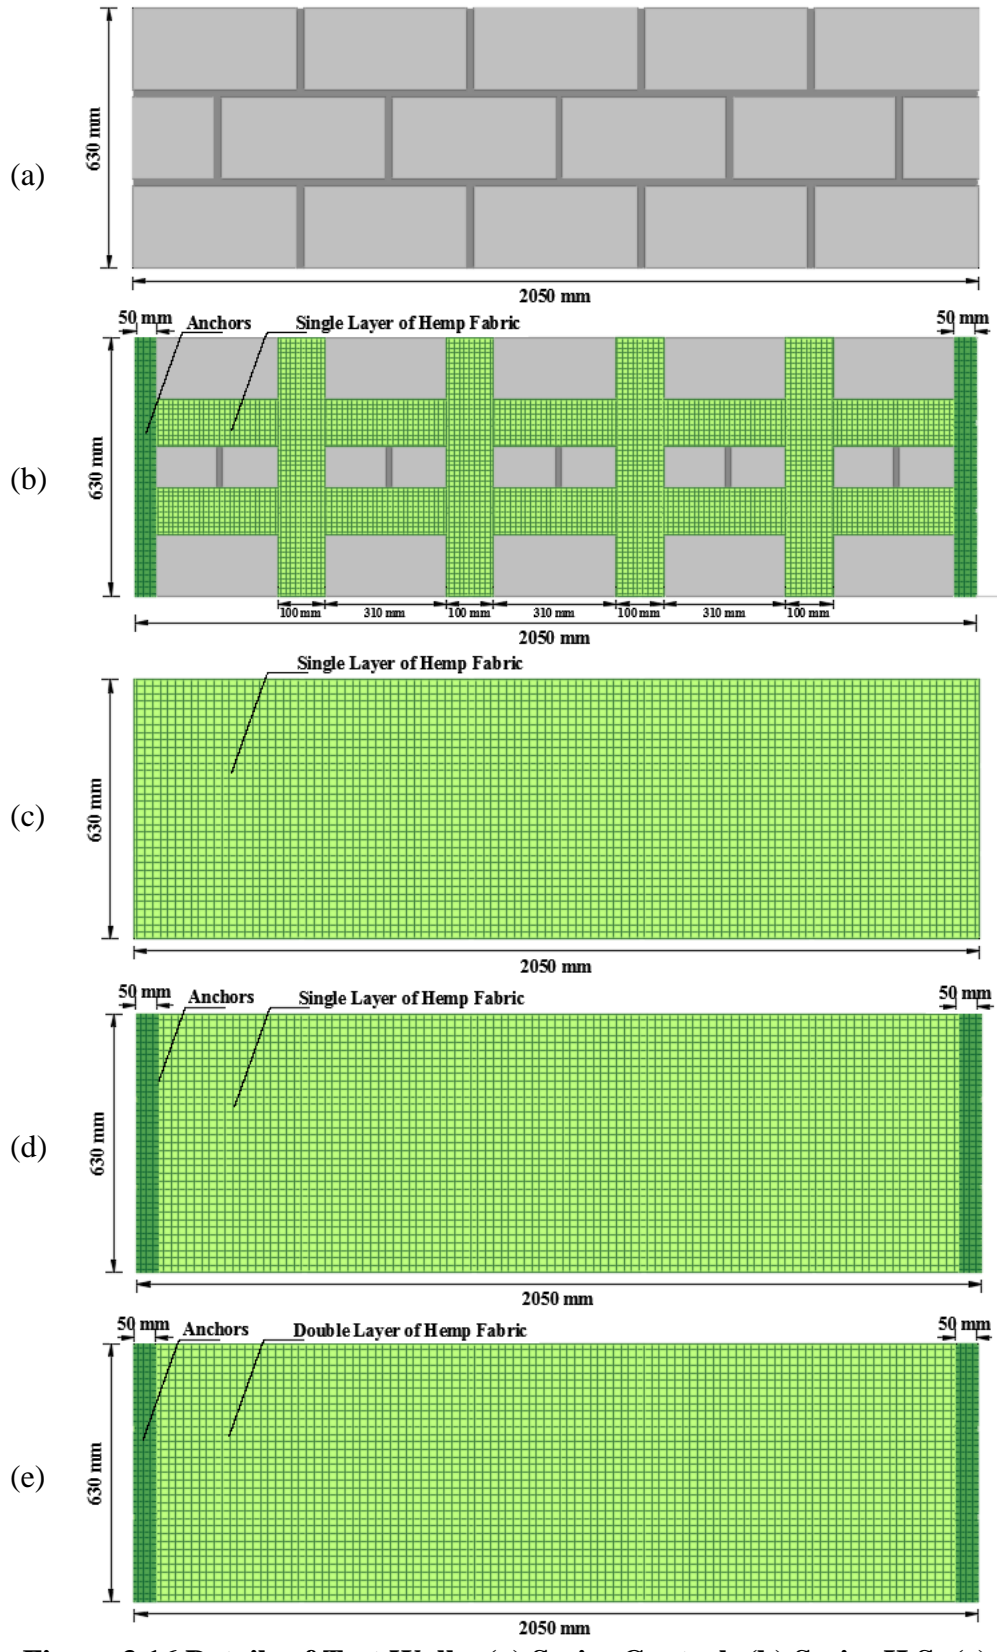 (a)
630 mm
2050 mm
50 mm Anchors Single Layer of Hemp Fabric 50 mm
(b)
630 mm
100 mm 310 mm 100 mm 310 mm 100 mm 310 mm 100 mm
2050 mm
Single Layer of Hemp Fabric
(c)
630 mm
2050 mm
50 mm Anchors Single Layer of Hemp Fabric 50 mm
(d)
630 mm
2050 mm
50 mm Anchors Double Layer of Hemp Fabric 50 mm
(e)
630 mm
2050 mm